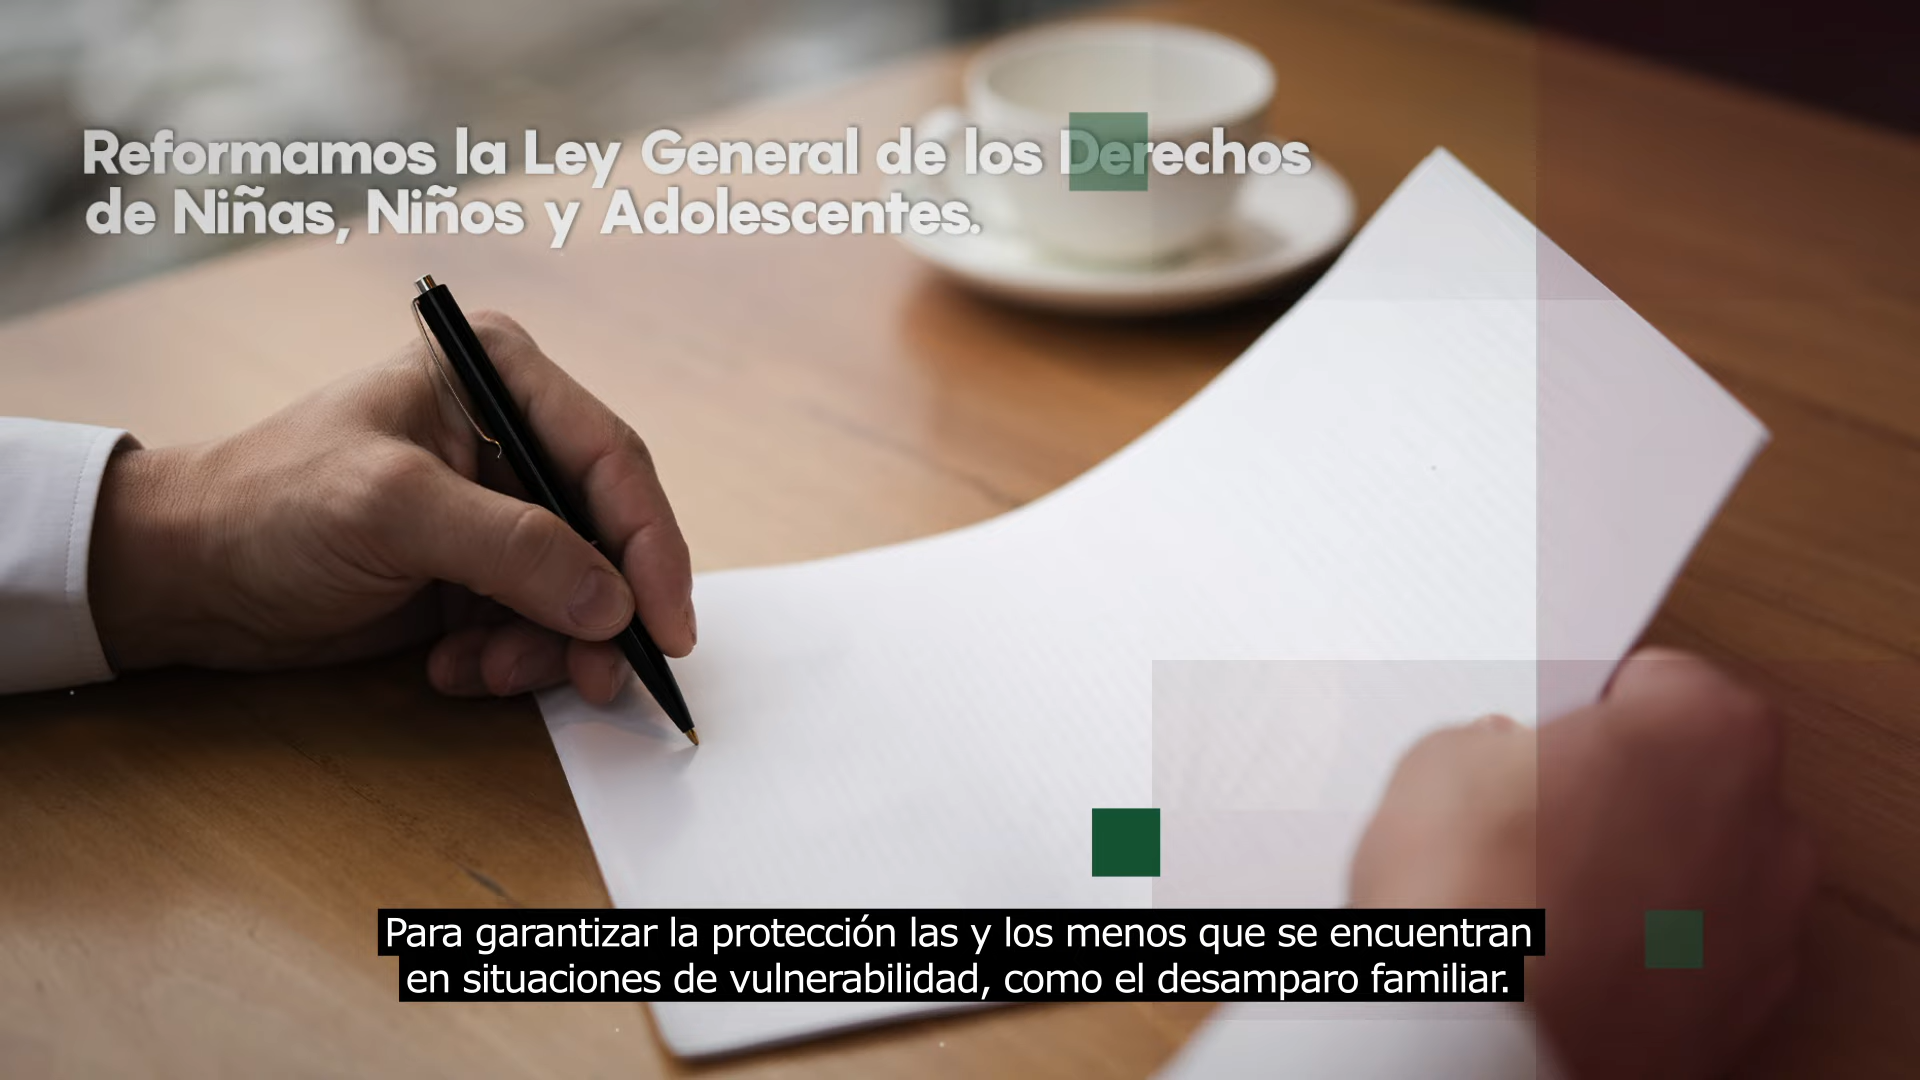 Reformamos la Ley General de los Derechos
de Niñas, Niños y Adolescentes.
Para garantizar la protección las y los menos que se encuentran
en situaciones de vulnerabilidad, como el desamparo familiar.